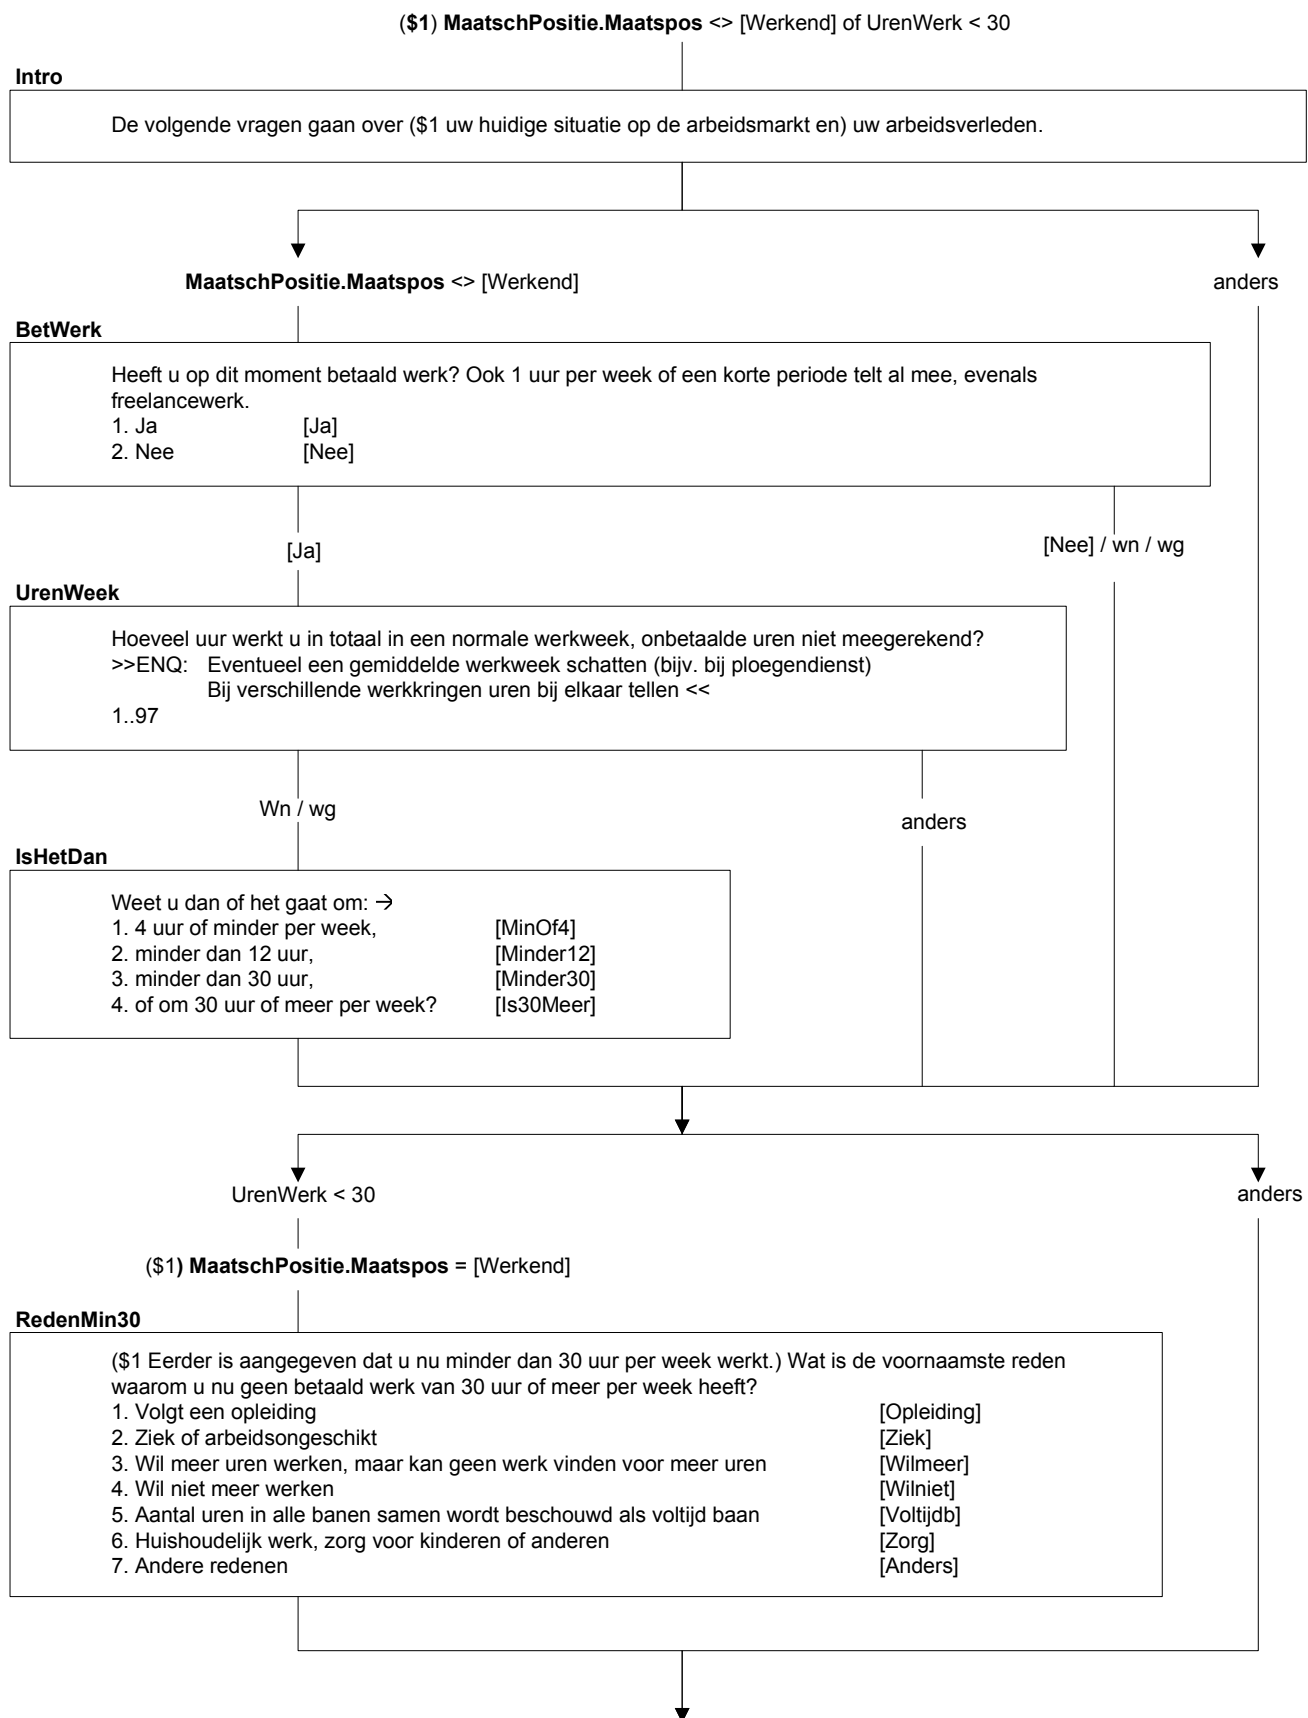 ($1) MaatschPositie.Maatspos <> [Werkend] of UrenWerk < 30
Intro
De volgende vragen gaan over ($1 uw huidige situatie op de arbeidsmarkt en) uw arbeidsverleden.
MaatschPositie.Maatspos <> [Werkend]
anders
BetWerk
Heeft u op dit moment betaald werk? Ook 1 uur per week of een korte periode telt al mee, evenals
freelancewerk.
1. Ja [Ja]
2. Nee [Nee]
[Ja]
[Nee] / wn / wg
UrenWeek
Hoeveel uur werkt u in totaal in een normale werkweek, onbetaalde uren niet meegerekend?
>>ENQ: Eventueel een gemiddelde werkweek schatten (bijv. bij ploegendienst)
Bij verschillende werkkringen uren bij elkaar tellen <<
1..97
Wn / wg
anders
IsHetDan
Weet u dan of het gaat om: →
1. 4 uur of minder per week, [MinOf4]
2. minder dan 12 uur, [Minder12]
3. minder dan 30 uur, [Minder30]
4. of om 30 uur of meer per week? [Is30Meer]
UrenWerk < 30
anders
($1) MaatschPositie.Maatspos = [Werkend]
RedenMin30
($1 Eerder is aangegeven dat u nu minder dan 30 uur per week werkt.) Wat is de voornaamste reden
waarom u nu geen betaald werk van 30 uur of meer per week heeft?
1. Volgt een opleiding [Opleiding]
2. Ziek of arbeidsongeschikt [Ziek]
3. Wil meer uren werken, maar kan geen werk vinden voor meer uren [Wilmeer]
4. Wil niet meer werken [Wilniet]
5. Aantal uren in alle banen samen wordt beschouwd als voltijd baan [Voltijdb]
6. Huishoudelijk werk, zorg voor kinderen of anderen [Zorg]
7. Andere redenen [Anders]